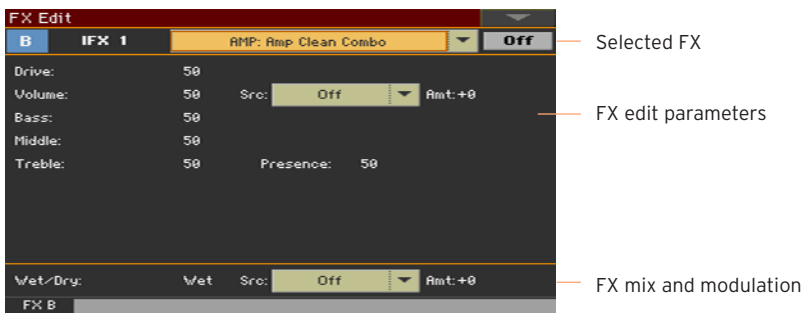 FX Edit
B IFX 1 AMP: Amp Clean Combo Off
Selected FX
Drive: 50
Volume: 50 Src: Off Amt:+0
FX edit parameters
Bass: 50
Middle: 50
Treble: 50 Presence: 50
Wet/Dry: Wet Src: Off Amt:+0
FX mix and modulation
FX B